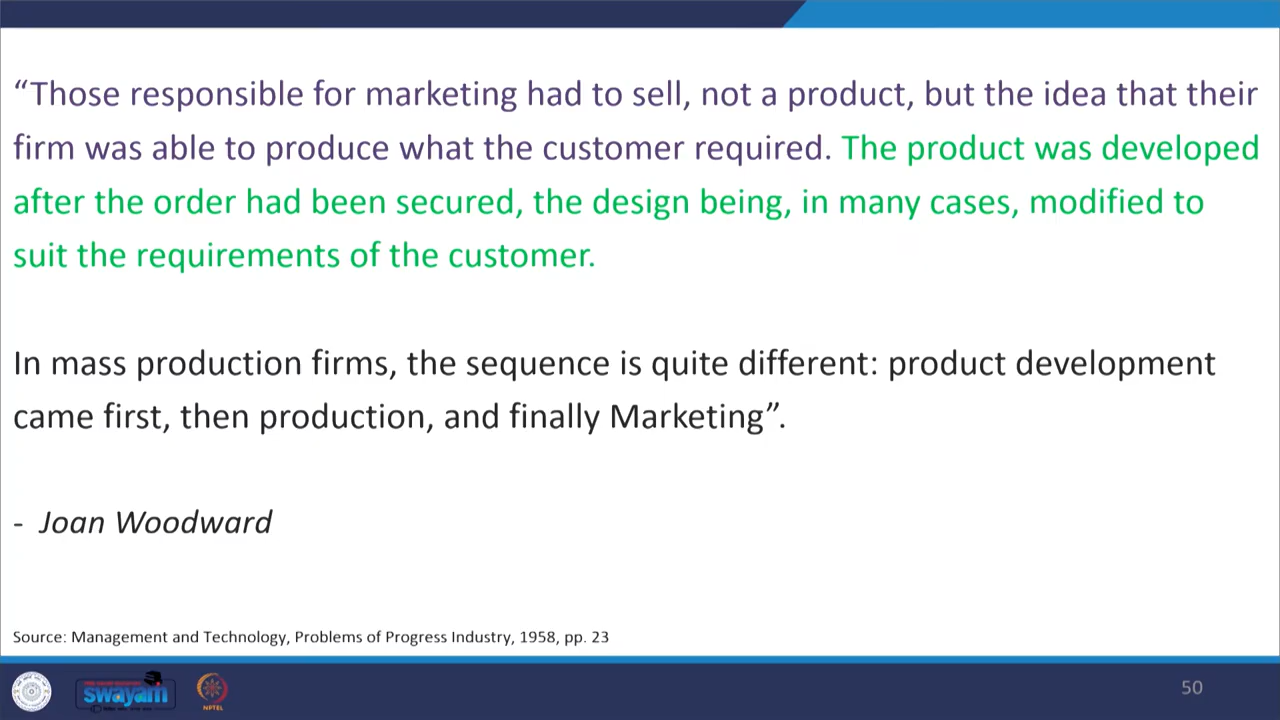 “Those responsible for marketing had to sell, not a product, but the idea that their
firm was able to produce what the customer required. The product was developed
after the order had been secured, the design being, in many cases, modified to
suit the requirements of the customer.
In mass production firms, the sequence is quite different: product development
came first, then production, and finally Marketing”.
- Joan Woodward
Source: Management and Technology, Problems of Progress Industry, 1958, pp. 23
swayam
NPTEL
50